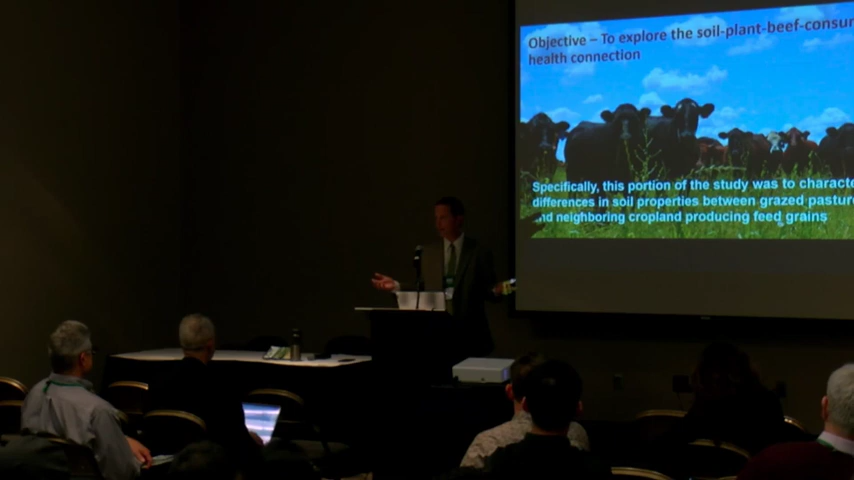 Objective – To explore the soil-plant-beef-consur
health connection
Specifically, this portion of the study was to characte
differences in soil properties between grazed pastur
and neighboring cropland producing feed grains